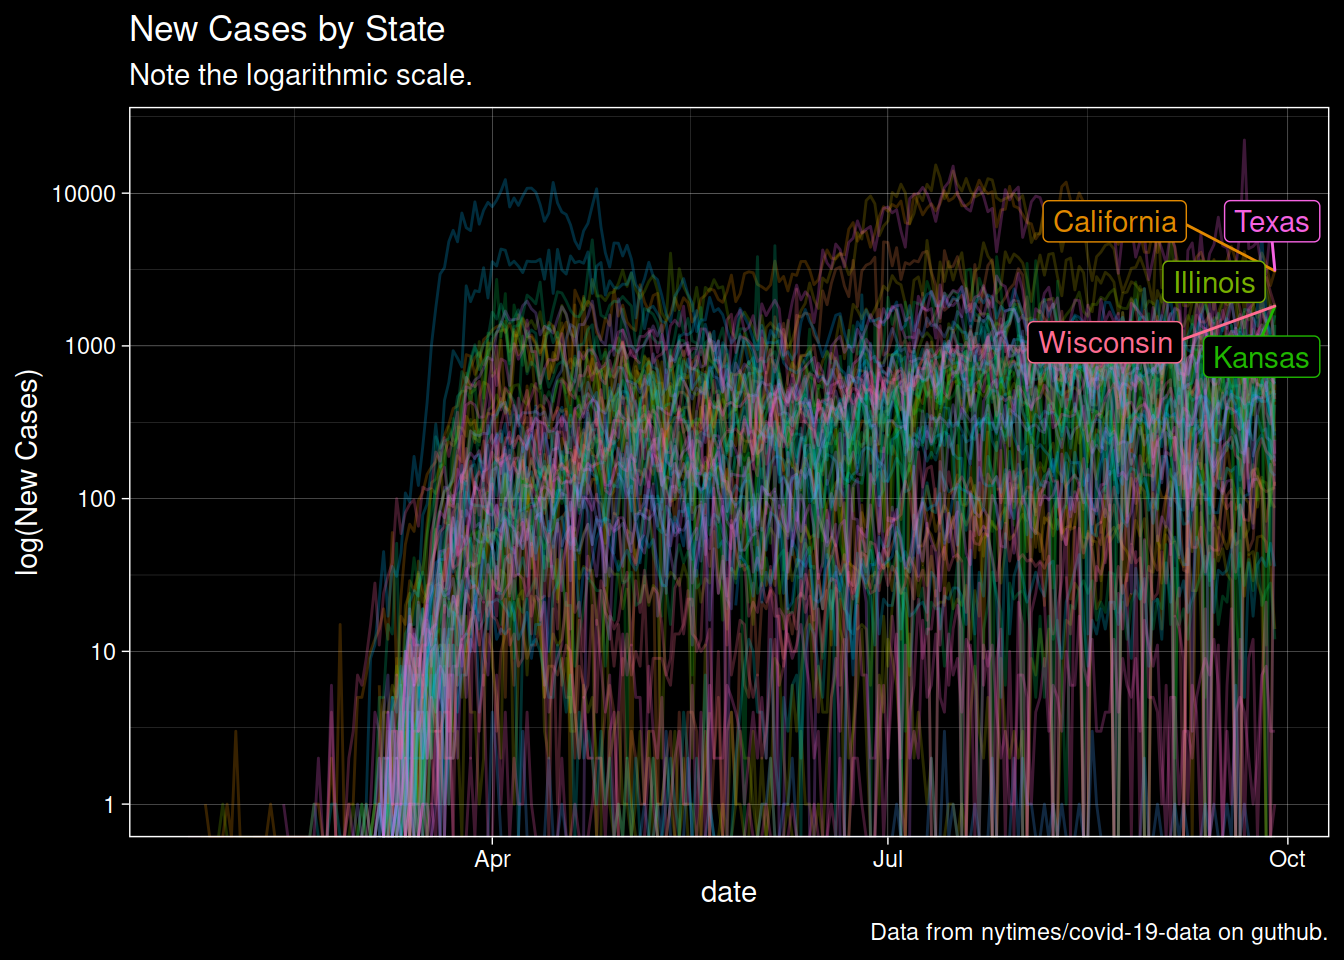 New Cases by State
Note the logarithmic scale.
log(New Cases)
10000
1000
100
10
1
California
Texas
Illinois
Wisconsin
Kansas
Apr
Jul
Oct
date
Data from nytimes/covid-19-data on guthub.